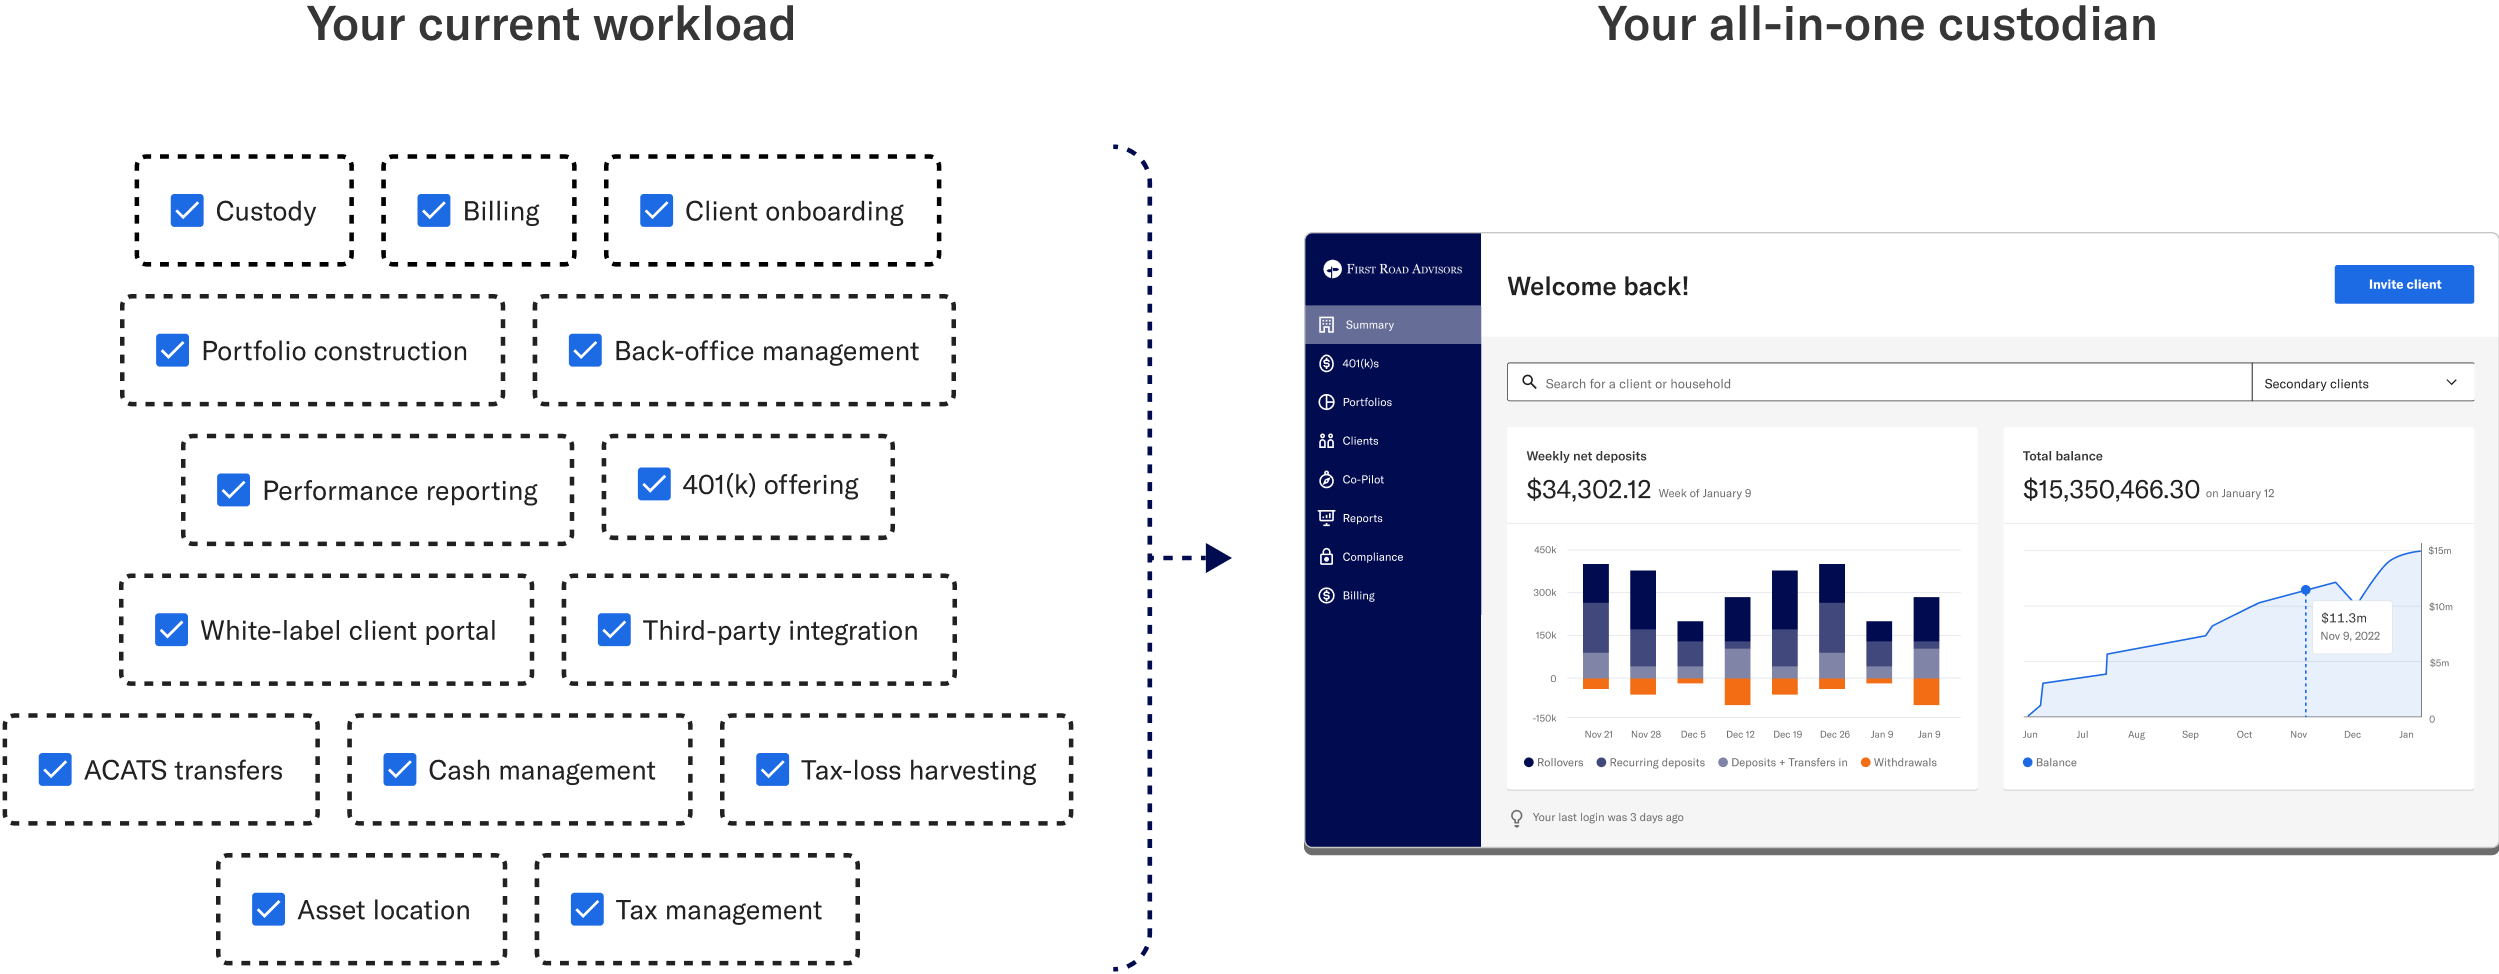 Your current workload
Your all-in-one custodian
Custody
Billing
Client onboarding
Portfolio construction
Back-office management
Performance reporting
401(k) offering
White-label client portal
Third-party integration
ACATS transfers
Cash management
Tax-loss harvesting
Asset location
Tax management
FIRST ROAD ADVISORS
Summary
401(k)s
Portfolios
Clients
Co-Pilot
Reports
Compliance
Billing
Welcome back!
Invite client
Search for a client or household
Secondary clients
Weekly net deposits
$34,302.12 Week of January 9
450k
300k
150k
0
-150k
Nov 21 Nov 28 Dec 5 Dec 12 Dec 19 Dec 26 Jan 9 Jan 9
Rollovers Recurring deposits Deposits + Transfers in Withdrawals
Total balance
$15,350,466.30 on January 12
$15m
$10m
$5m
0
$11.3m
Nov 9, 2022
Jun Jul Aug Sep Oct Nov Dec Jan
Balance
Your last login was 3 days ago